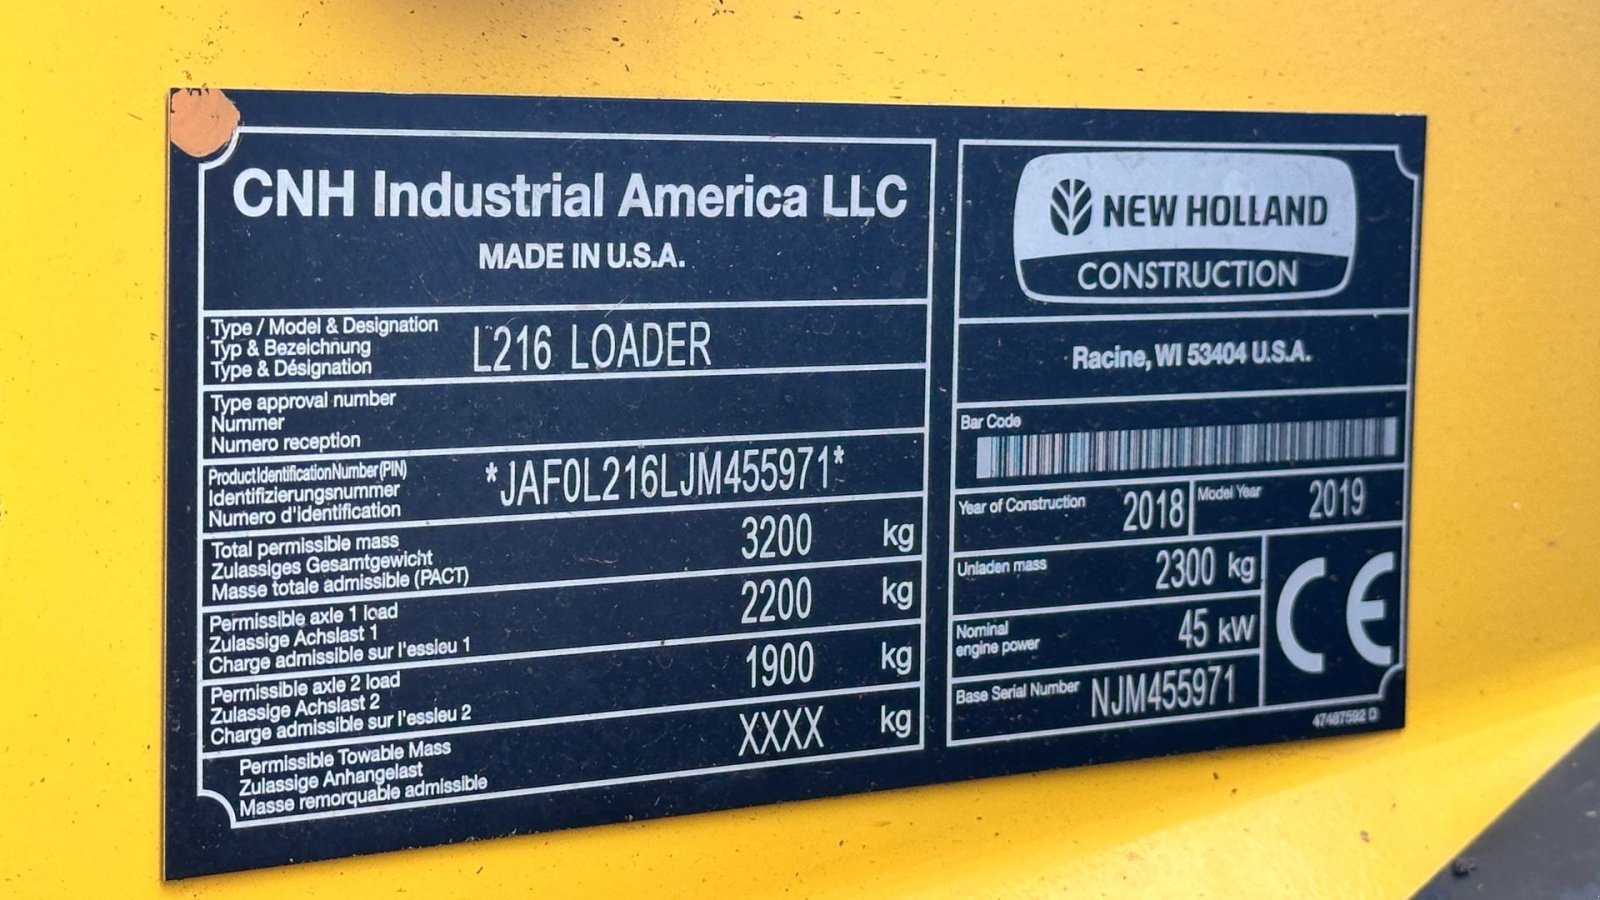 CNH Industrial America LLC
MADE IN U.S.A.
Type / Model & Designation
Typ & Bezeichnung
Type & Désignation
L216 LOADER
Type approval number
Nummer
Numero reception
Product Identification Number (PIN)
Identifizierungsnummer
Numero d'identification
*JAF0L216LJM455971*
Total permissible mass
Zulassiges Gesamtgewicht
Masse totale admissible (PACT)
3200 kg
Permissible axle 1 load
Zulassige Achslast 1
Charge admissible sur l'essieu 1
2200 kg
Permissible axle 2 load
Zulassige Achslast 2
Charge admissible sur l'essieu 2
1900 kg
Permissible Towable Mass
Zulassige Anhangelast
Masse remorquable admissible
XXXX kg
NEW HOLLAND
CONSTRUCTION
Racine, WI 53404 U.S.A.
Bar Code
Year of Construction 2018
Model Year 2019
Unladen mass 2300 kg
Nominal
engine power
45 kW
Base Serial Number NJM455971
CE
47487592 D